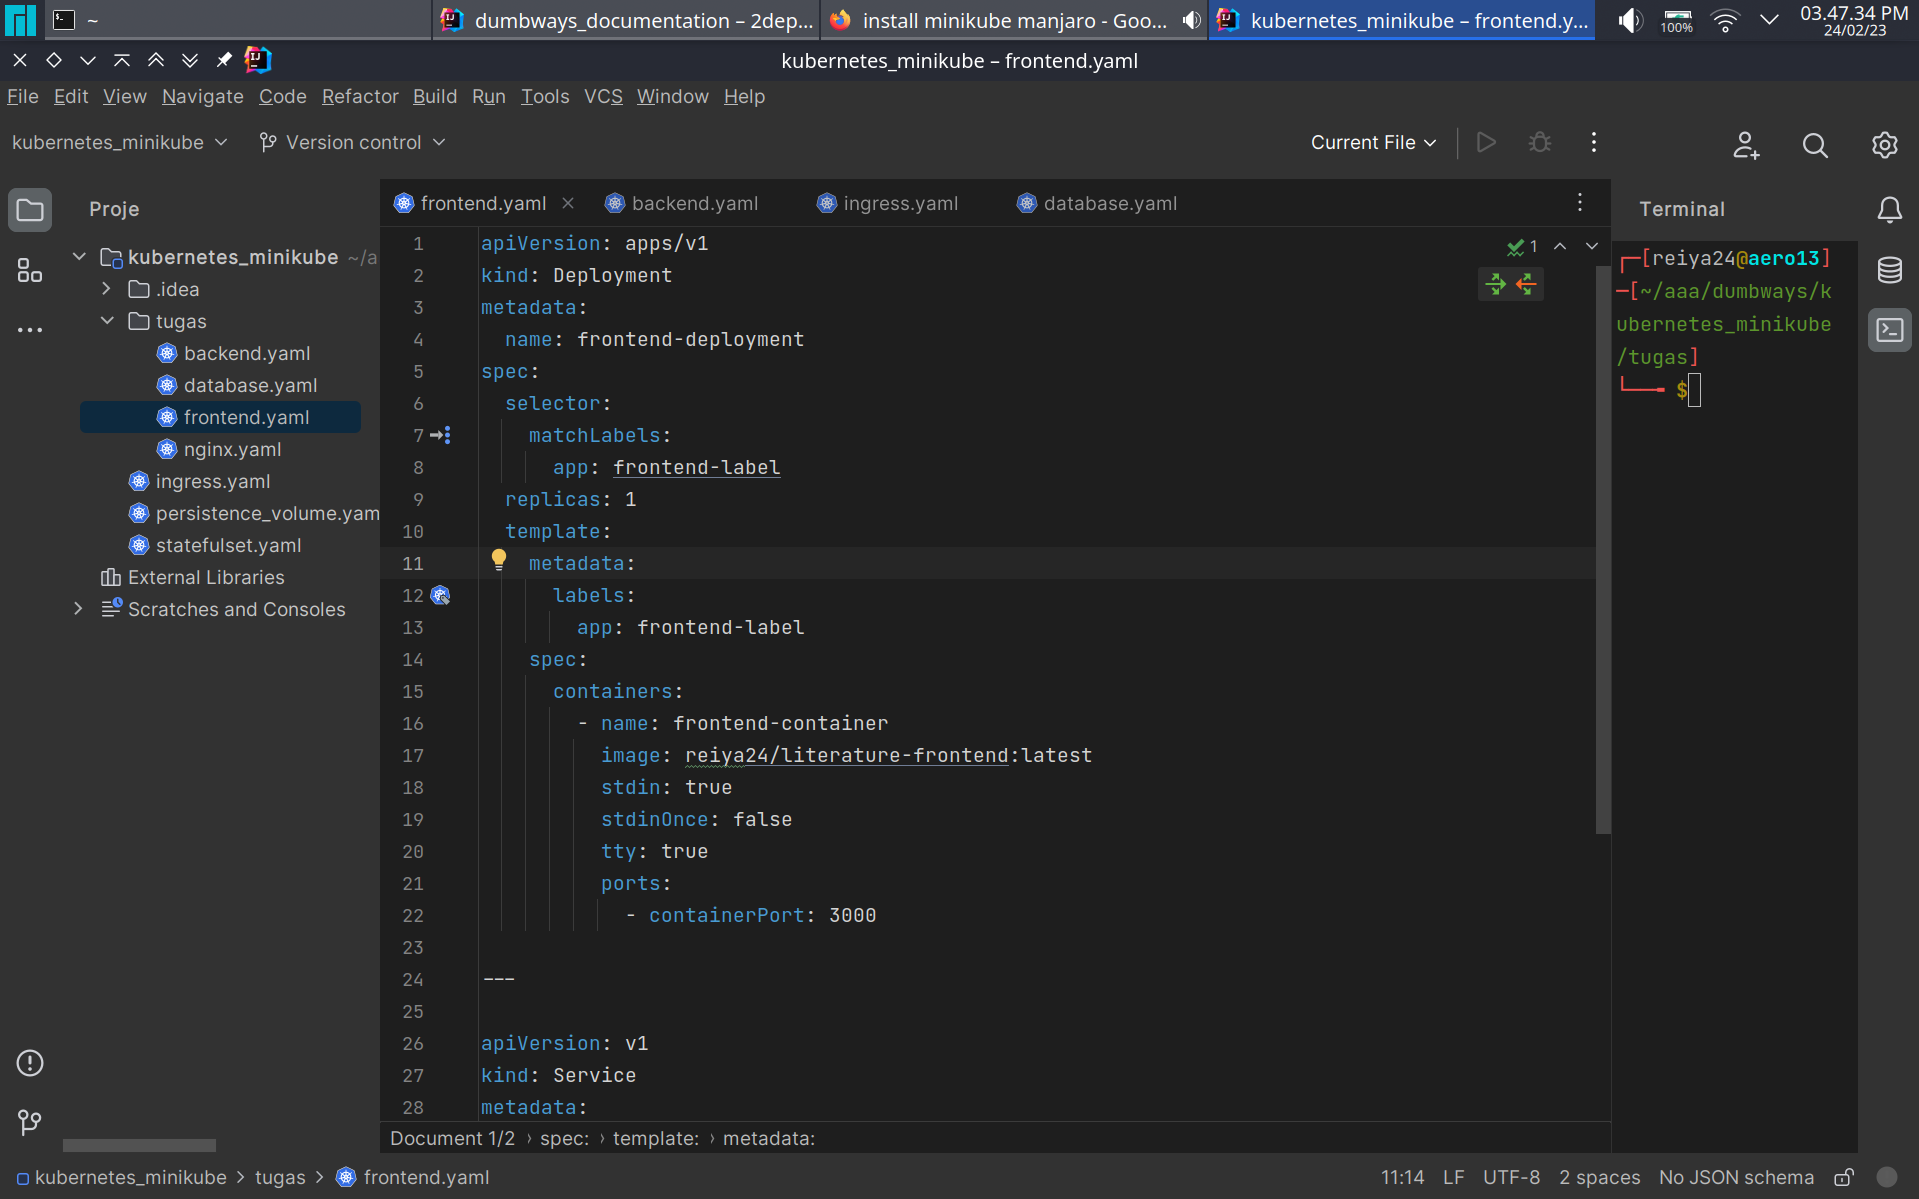 ~
dumbways_documentation – 2dep...
install minikube manjaro - Goo...
kubernetes_minikube – frontend.y...
100%
03.47.34 PM
24/02/23
kubernetes_minikube – frontend.yaml
File Edit View Navigate Code Refactor Build Run Tools VCS Window Help
kubernetes_minikube
Version control
Current File
Proje
kubernetes_minikube ~/a
.idea
tugas
backend.yaml
database.yaml
frontend.yaml
nginx.yaml
ingress.yaml
persistence_volume.yam
statefulset.yaml
External Libraries
Scratches and Consoles
frontend.yaml
backend.yaml
ingress.yaml
database.yaml
1
1 apiVersion: apps/v1
2 kind: Deployment
3 metadata:
4 name: frontend-deployment
5 spec:
6 selector:
7 matchLabels:
8 app: frontend-label
9 replicas: 1
10 template:
11 metadata:
12 labels:
13 app: frontend-label
14 spec:
15 containers:
16 - name: frontend-container
17 image: reiya24/literature-frontend:latest
18 stdin: true
19 stdinOnce: false
20 tty: true
21 ports:
22 - containerPort: 3000
23
24 ---
25
26 apiVersion: v1
27 kind: Service
28 metadata:
Document 1/2 › spec: › template: › metadata:
Terminal
┌─[reiya24@aero13]
─[~/aaa/dumbways/k
ubernetes_minikube
/tugas]
└──╼ $
kubernetes_minikube > tugas > frontend.yaml
11:14 LF UTF-8 2 spaces No JSON schema